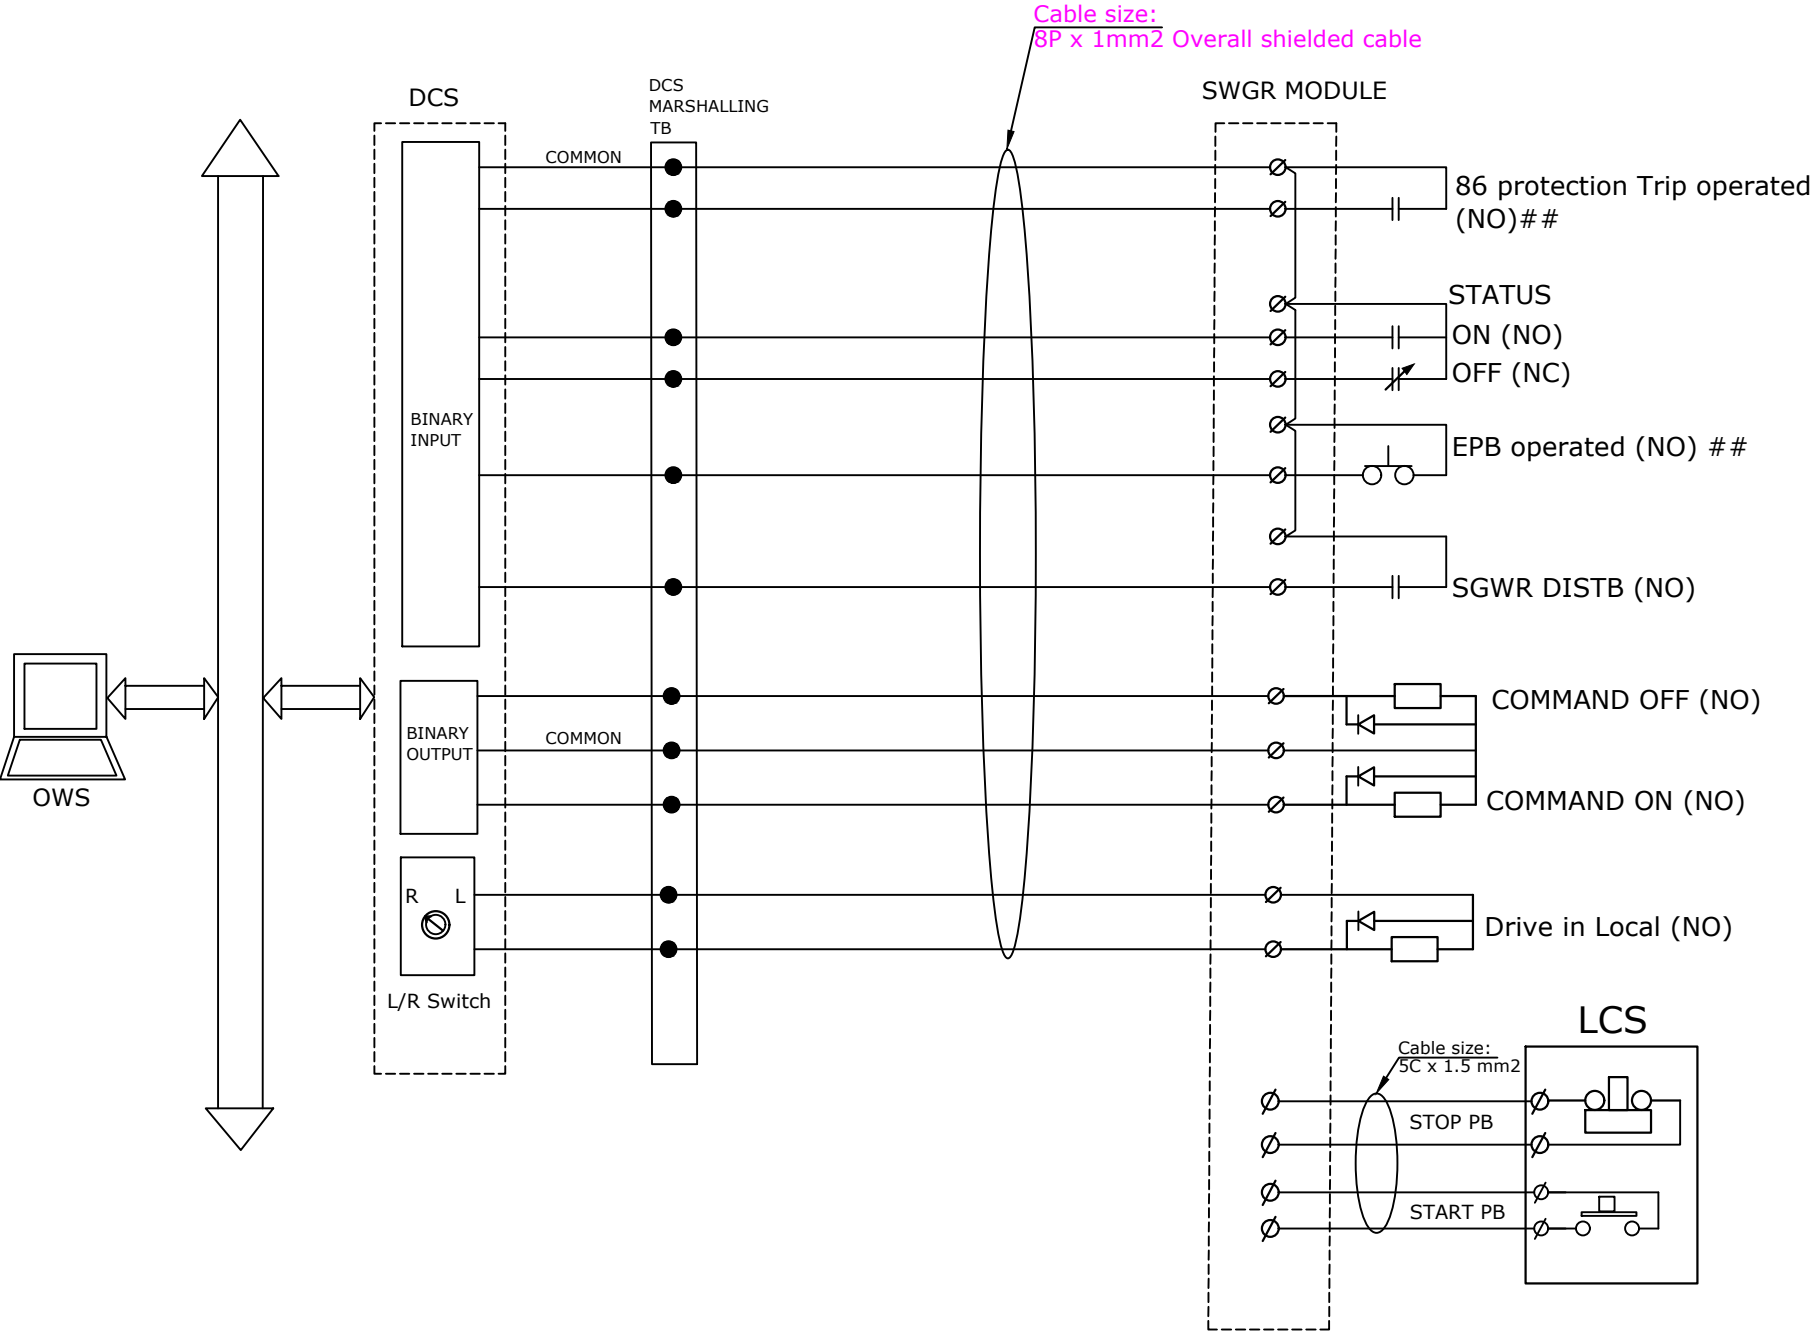 Cable size:
8P x 1mm2 Overall shielded cable
DCS
DCS
MARSHALLING
TB
SWGR MODULE
COMMON
86 protection Trip operated
(NO)##
STATUS
ON (NO)
OFF (NC)
BINARY
INPUT
EPB operated (NO) ##
SGWR DISTB (NO)
COMMAND OFF (NO)
BINARY
OUTPUT
COMMON
COMMAND ON (NO)
OWS
R L
Drive in Local (NO)
L/R Switch
LCS
Cable size:
5C x 1.5 mm2
STOP PB
START PB